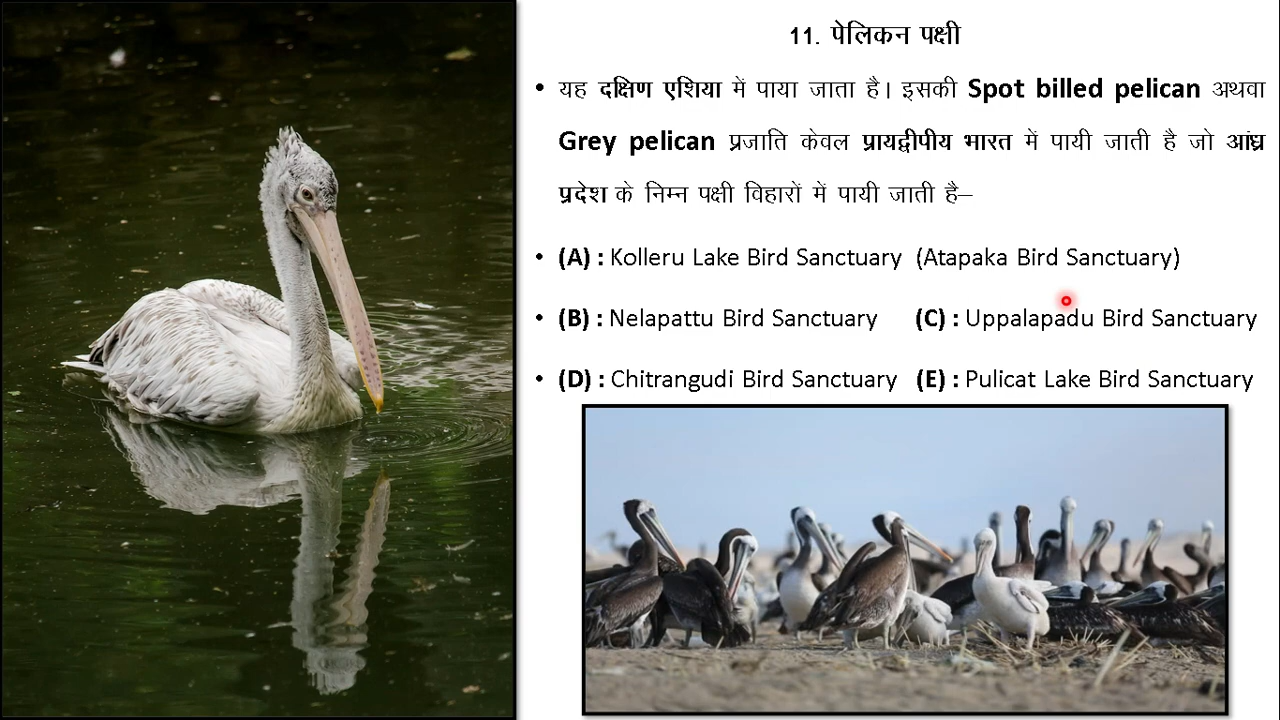 11. पेलिकन पक्षी
• यह दक्षिण एशिया में पाया जाता है। इसकी Spot billed pelican अथवा
Grey pelican प्रजाति केवल प्रायद्वीपीय भारत में पायी जाती है जो आंध्र
प्रदेश के निम्न पक्षी विहारों में पायी जाती है–
• (A) : Kolleru Lake Bird Sanctuary (Atapaka Bird Sanctuary)
• (B) : Nelapattu Bird Sanctuary (C) : Uppalapadu Bird Sanctuary
• (D) : Chitrangudi Bird Sanctuary (E) : Pulicat Lake Bird Sanctuary